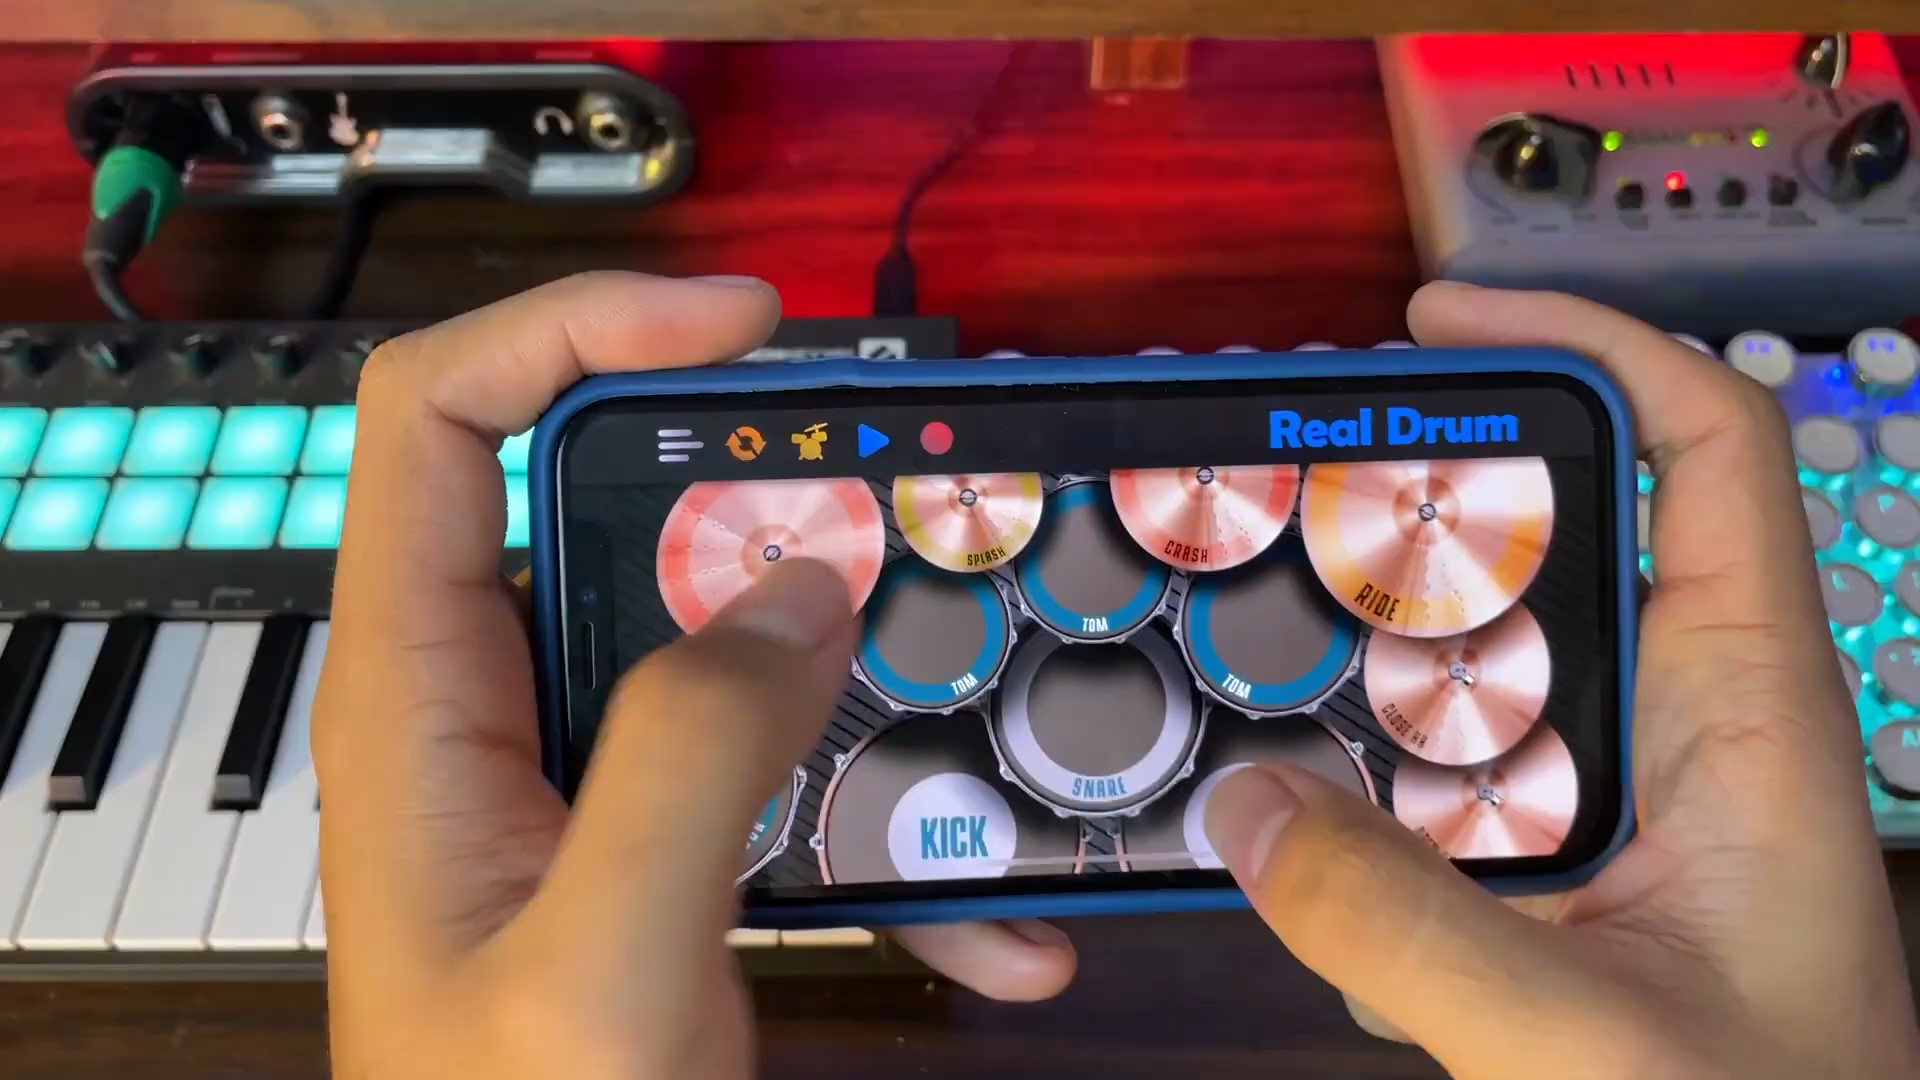 Real Drum
SPLASH
CRASH
RIDE
TOM
TOM
TOM
CLOSE HH
SNARE
KICK